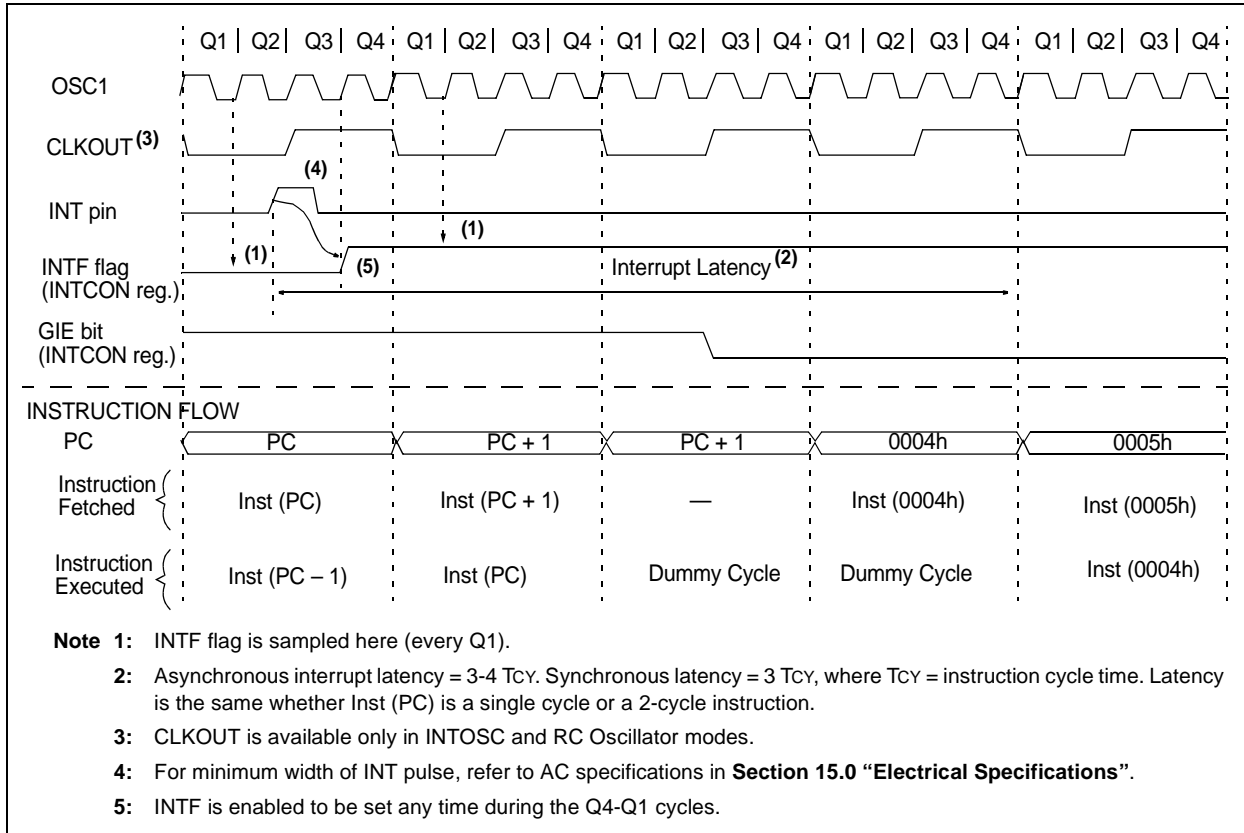 Q1 | Q2 | Q3 | Q4 Q1 | Q2 | Q3 | Q4 Q1 | Q2 | Q3 | Q4 Q1 | Q2 | Q3 | Q4 Q1 | Q2 | Q3 | Q4
OSC1
CLKOUT (3)
(4)
INT pin
(1) (1)
INTF flag (5) Interrupt Latency (2)
(INTCON reg.)
GIE bit
(INTCON reg.)
INSTRUCTION FLOW
PC PC PC + 1 PC + 1 0004h 0005h
Instruction
Fetched
Inst (PC) Inst (PC + 1) — Inst (0004h) Inst (0005h)
Instruction
Executed
Inst (PC – 1) Inst (PC) Dummy Cycle Dummy Cycle Inst (0004h)
Note 1: INTF flag is sampled here (every Q1).
2: Asynchronous interrupt latency = 3-4 TCY. Synchronous latency = 3 TCY, where TCY = instruction cycle time. Latency
is the same whether Inst (PC) is a single cycle or a 2-cycle instruction.
3: CLKOUT is available only in INTOSC and RC Oscillator modes.
4: For minimum width of INT pulse, refer to AC specifications in Section 15.0 “Electrical Specifications”.
5: INTF is enabled to be set any time during the Q4-Q1 cycles.